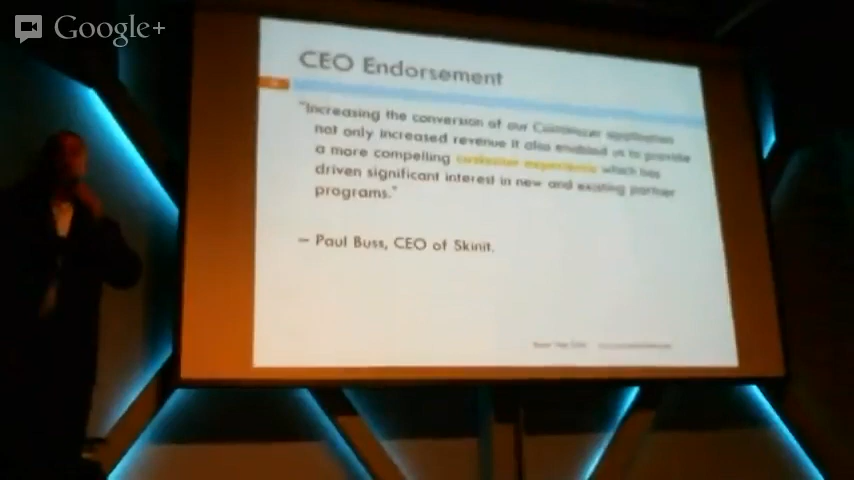 Google+
CEO Endorsement
"Increasing the conversion of our Customizer application
not only increased revenue it also enabled us to provide
a more compelling customer experience which has
driven significant interest in new and existing partner
programs."
– Paul Buss, CEO of Skinit.